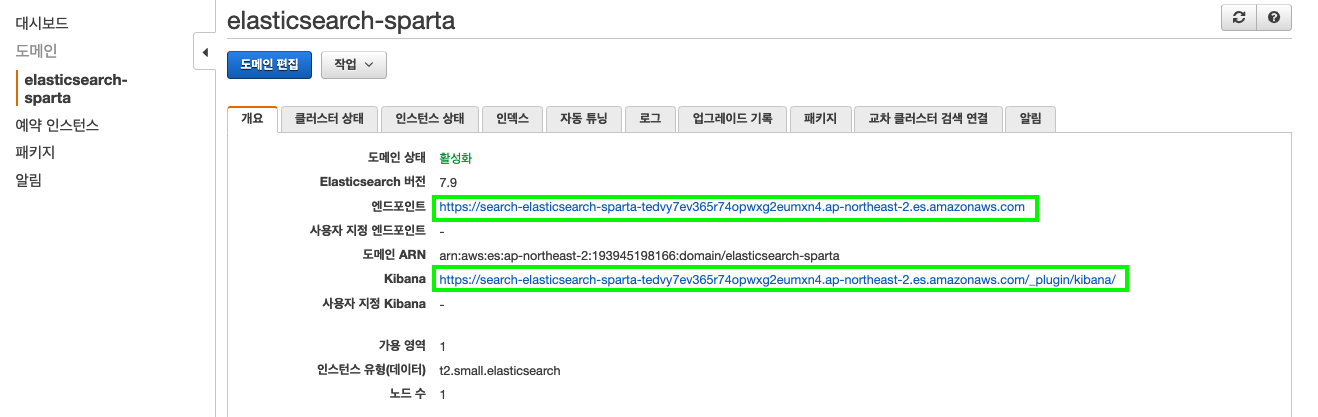 대시보드
도메인
elasticsearch-
sparta
예약 인스턴스
패키지
알림
elasticsearch-sparta
도메인 편집
작업
개요
클러스터 상태
인스턴스 상태
인덱스
자동 튜닝
로그
업그레이드 기록
패키지
교차 클러스터 검색 연결
알림
도메인 상태 활성화
Elasticsearch 버전 7.9
엔드포인트 https://search-elasticsearch-sparta-tedvy7ev365r74opwxg2eumxn4.ap-northeast-2.es.amazonaws.com
사용자 지정 엔드포인트 -
도메인 ARN arn:aws:es:ap-northeast-2:193945198166:domain/elasticsearch-sparta
Kibana https://search-elasticsearch-sparta-tedvy7ev365r74opwxg2eumxn4.ap-northeast-2.es.amazonaws.com/_plugin/kibana/
사용자 지정 Kibana -
가용 영역 1
인스턴스 유형(데이터) t2.small.elasticsearch
노드 수 1